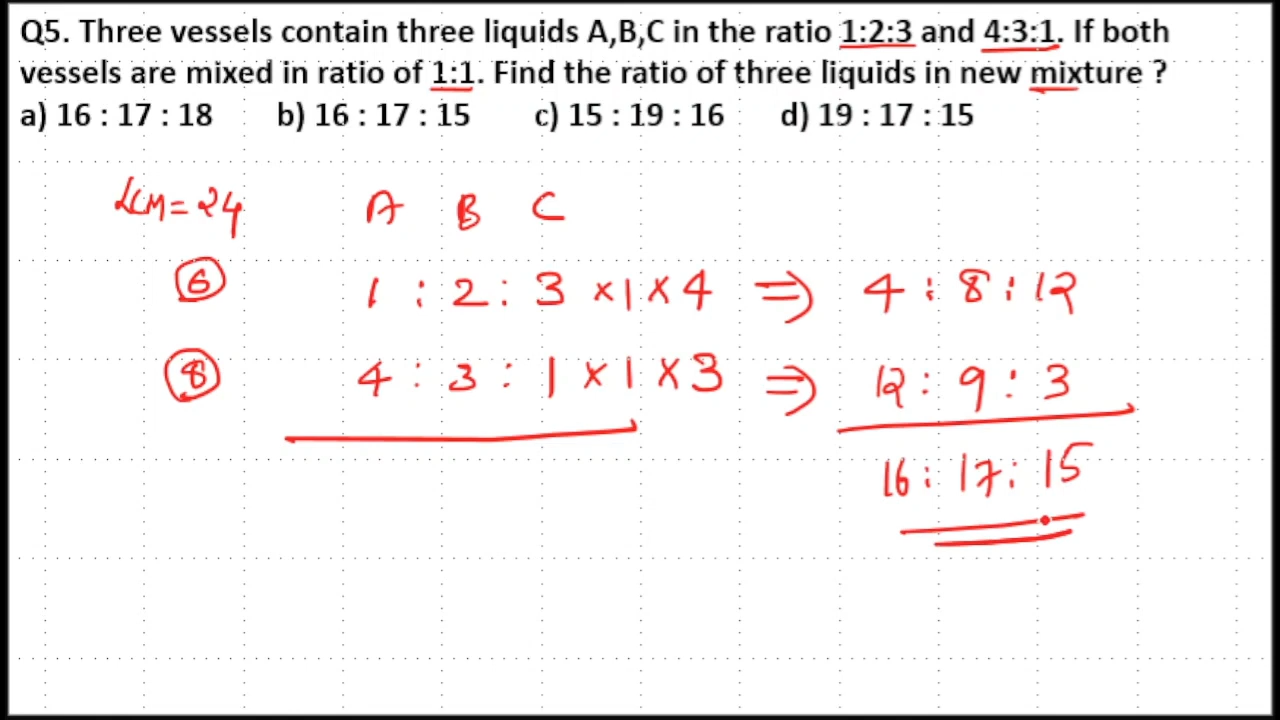 Q5. Three vessels contain three liquids A,B,C in the ratio 1:2:3 and 4:3:1. If both
vessels are mixed in ratio of 1:1. Find the ratio of three liquids in new mixture ?
a) 16 : 17 : 18 b) 16 : 17 : 15 c) 15 : 19 : 16 d) 19 : 17 : 15
LCM = 24 A B C
6 1 : 2 : 3 × 1 × 4 ⇒ 4 : 8 : 12
8 4 : 3 : 1 × 1 × 3 ⇒ 12 : 9 : 3
16 : 17 : 15